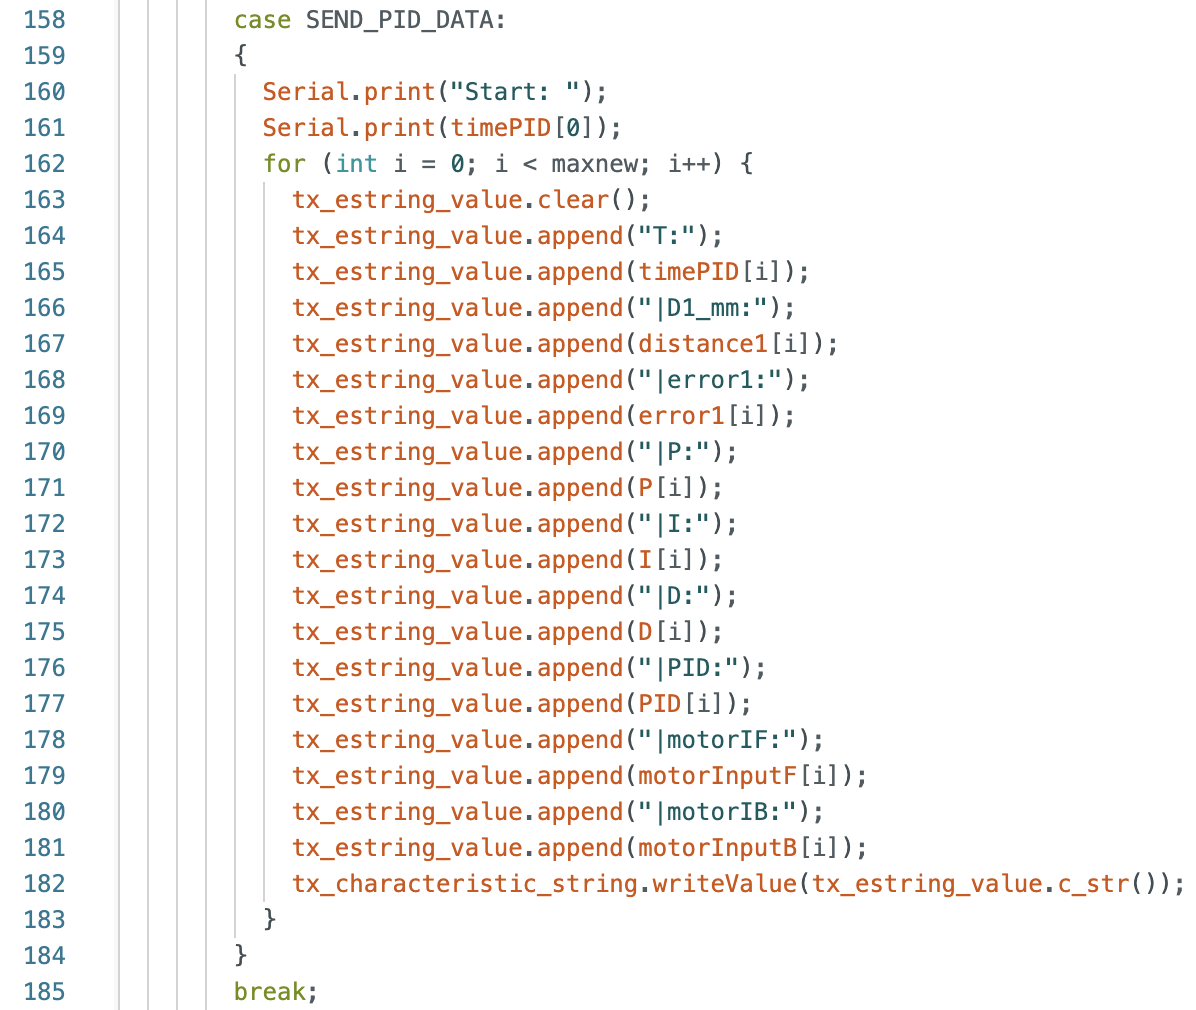 158 case SEND_PID_DATA:
159 {
160 Serial.print("Start: ");
161 Serial.print(timePID[0]);
162 for (int i = 0; i < maxnew; i++) {
163 tx_estring_value.clear();
164 tx_estring_value.append("T:");
165 tx_estring_value.append(timePID[i]);
166 tx_estring_value.append("|D1_mm:");
167 tx_estring_value.append(distance1[i]);
168 tx_estring_value.append("|error1:");
169 tx_estring_value.append(error1[i]);
170 tx_estring_value.append("|P:");
171 tx_estring_value.append(P[i]);
172 tx_estring_value.append("|I:");
173 tx_estring_value.append(I[i]);
174 tx_estring_value.append("|D:");
175 tx_estring_value.append(D[i]);
176 tx_estring_value.append("|PID:");
177 tx_estring_value.append(PID[i]);
178 tx_estring_value.append("|motorIF:");
179 tx_estring_value.append(motorInputF[i]);
180 tx_estring_value.append("|motorIB:");
181 tx_estring_value.append(motorInputB[i]);
182 tx_characteristic_string.writeValue(tx_estring_value.c_str());
183 }
184 }
185 break;